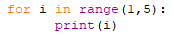 for i in range(1,5):
    print(i)